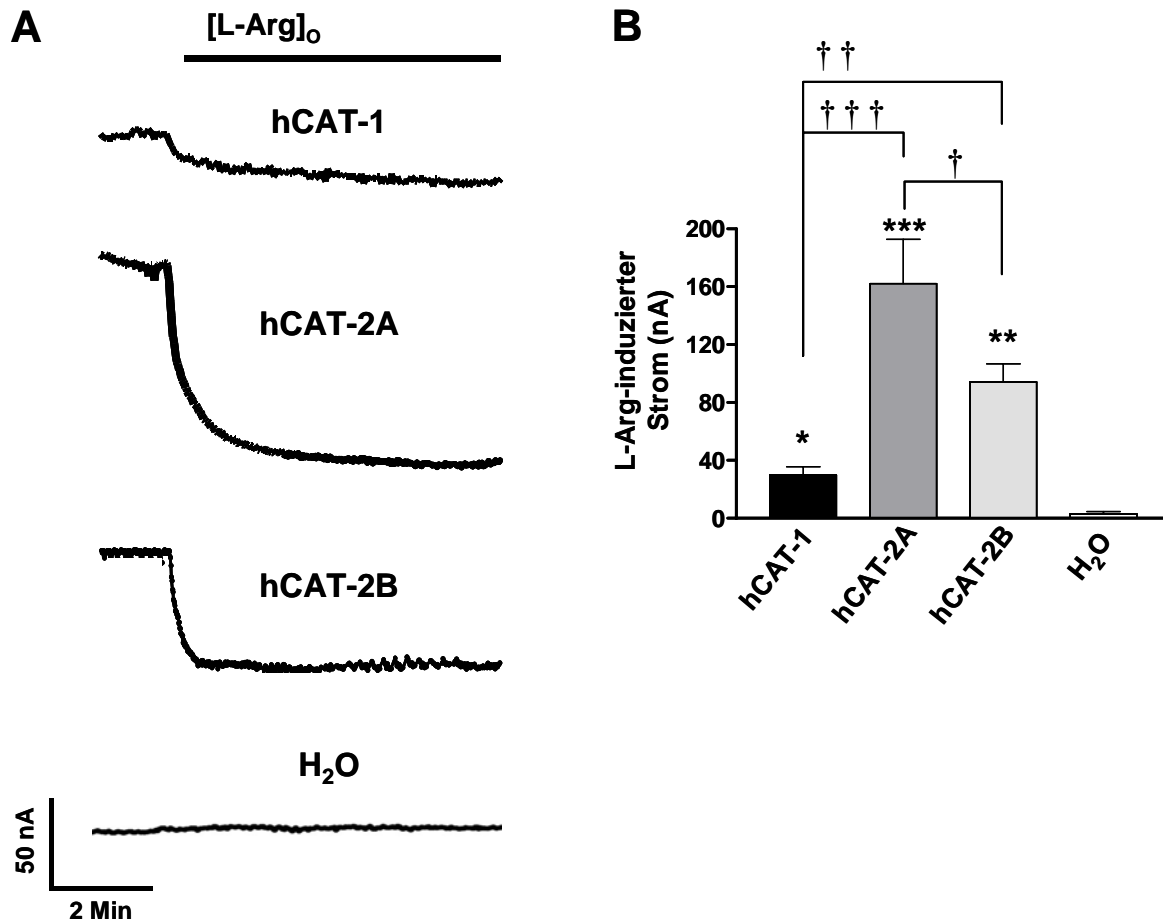 A
[L-Arg]o
hCAT-1
hCAT-2A
hCAT-2B
H₂O
50 nA
2 Min
B
† †
† † †
†
L-Arg-induzierter
Strom (nA)
200
160
120
80
40
0
*
***
**
hCAT-1
hCAT-2A
hCAT-2B
H₂O